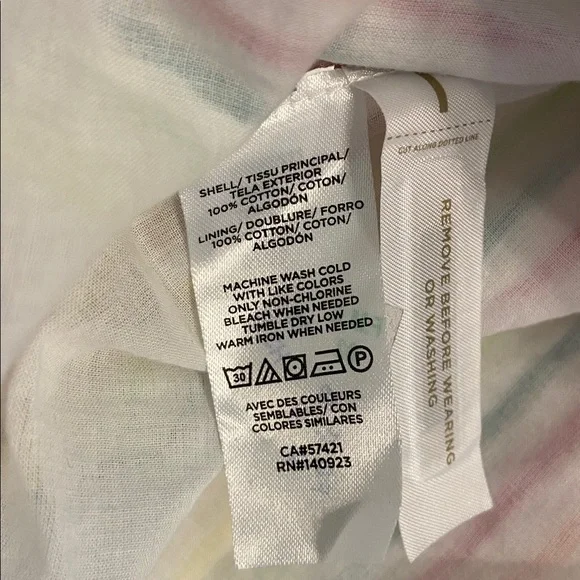 SHELL/ TISSU PRINCIPAL/
TELA EXTERIOR
100% COTTON/ COTON/
ALGODÓN
LINING/ DOUBLURE/ FORRO
100% COTTON/ COTON/
ALGODÓN
MACHINE WASH COLD
WITH LIKE COLORS
ONLY NON-CHLORINE
BLEACH WHEN NEEDED
TUMBLE DRY LOW
WARM IRON WHEN NEEDED
30 P
AVEC DES COULEURS
SEMBLABLES/ CON
COLORES SIMILARES
CA#57421
RN#140923
CUT ALONG DOTTED LINE
REMOVE BEFORE WEARING
OR WASHING